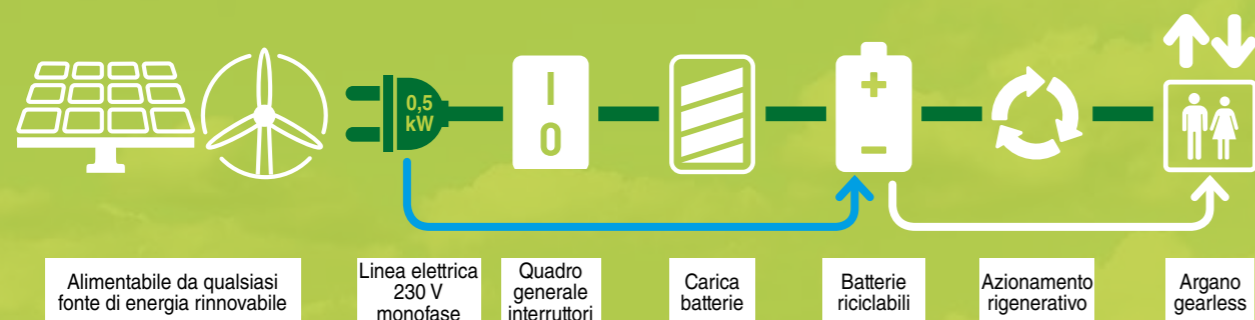 0,5
kW
I
0
+
–
Alimentabile da qualsiasi
fonte di energia rinnovabile
Linea elettrica
230 V
monofase
Quadro
generale
interruttori
Carica
batterie
Batterie
riciclabili
Azionamento
rigenerativo
Argano
gearless